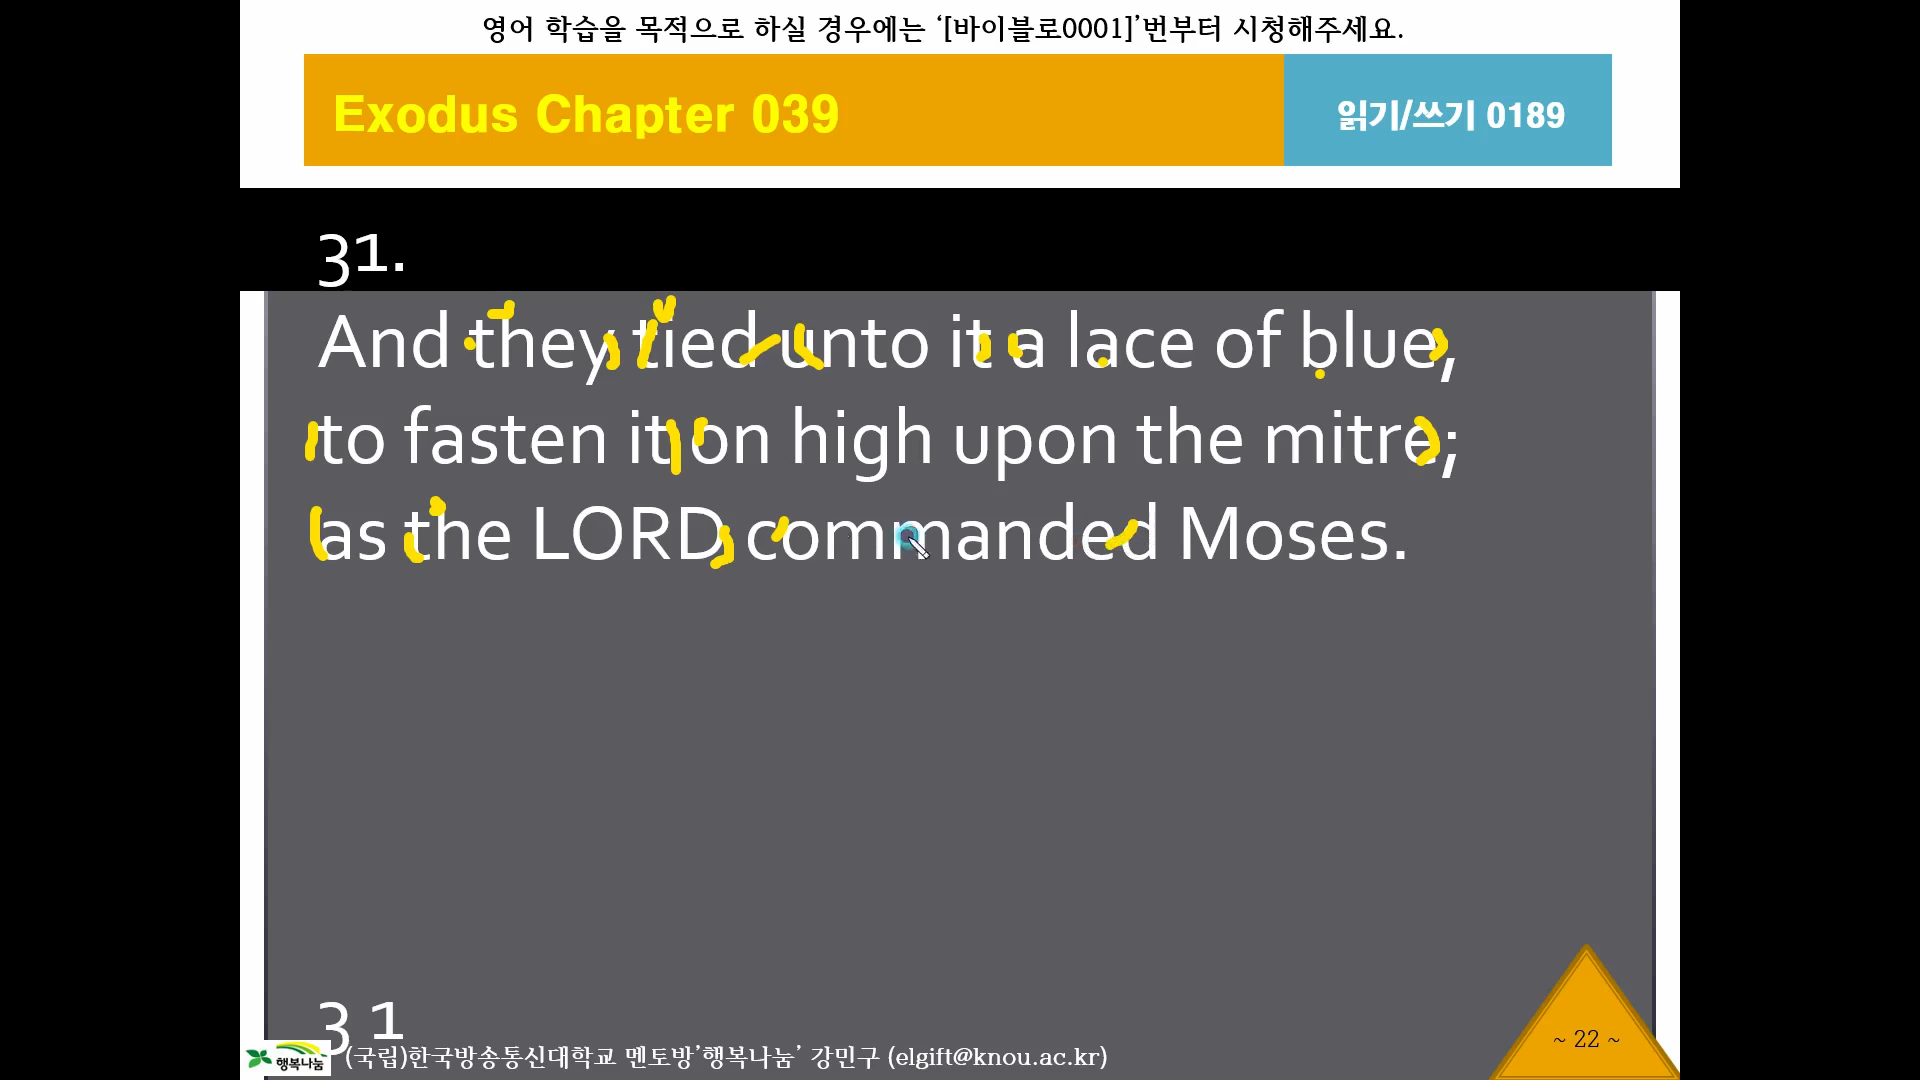 영어 학습을 목적으로 하실 경우에는 ‘[바이블로0001]’번부터 시청해주세요.
Exodus Chapter 039
읽기/쓰기 0189
31.
And they tied unto it a lace of blue,
to fasten it on high upon the mitre;
as the LORD commanded Moses.
31
행복나눔
(국립)한국방송통신대학교 멘토방’행복나눔’ 강민구 (elgift@knou.ac.kr)
~ 22 ~